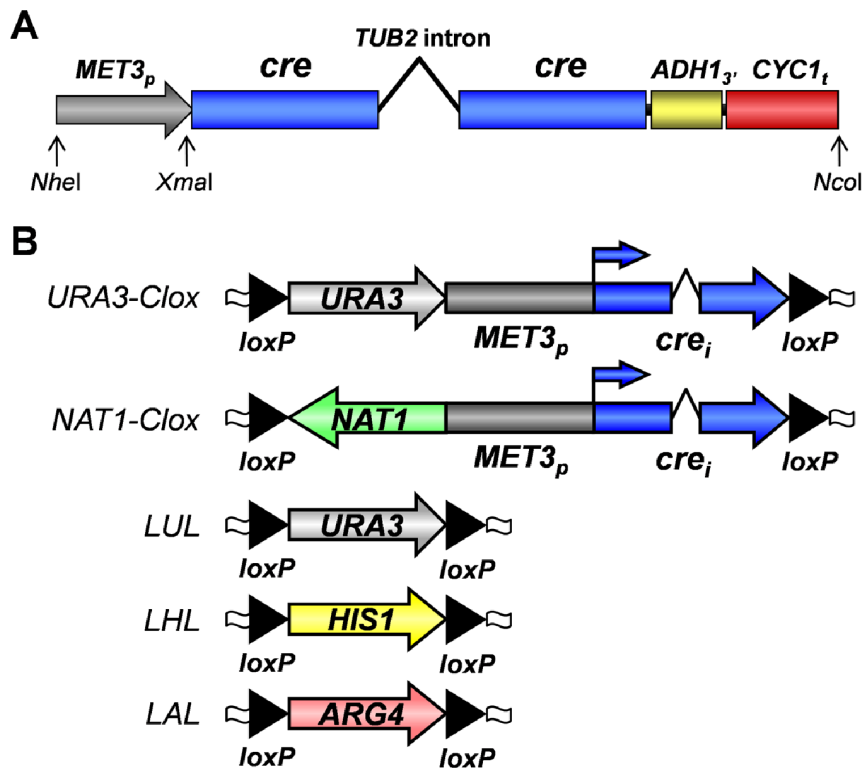 A
TUB2 intron
MET3p cre cre ADH13' CYC1t
NheI XmaI NcoI
B
URA3-Clox URA3
loxP MET3p crei loxP
NAT1-Clox NAT1
loxP MET3p crei loxP
LUL URA3
loxP loxP
LHL HIS1
loxP loxP
LAL ARG4
loxP loxP